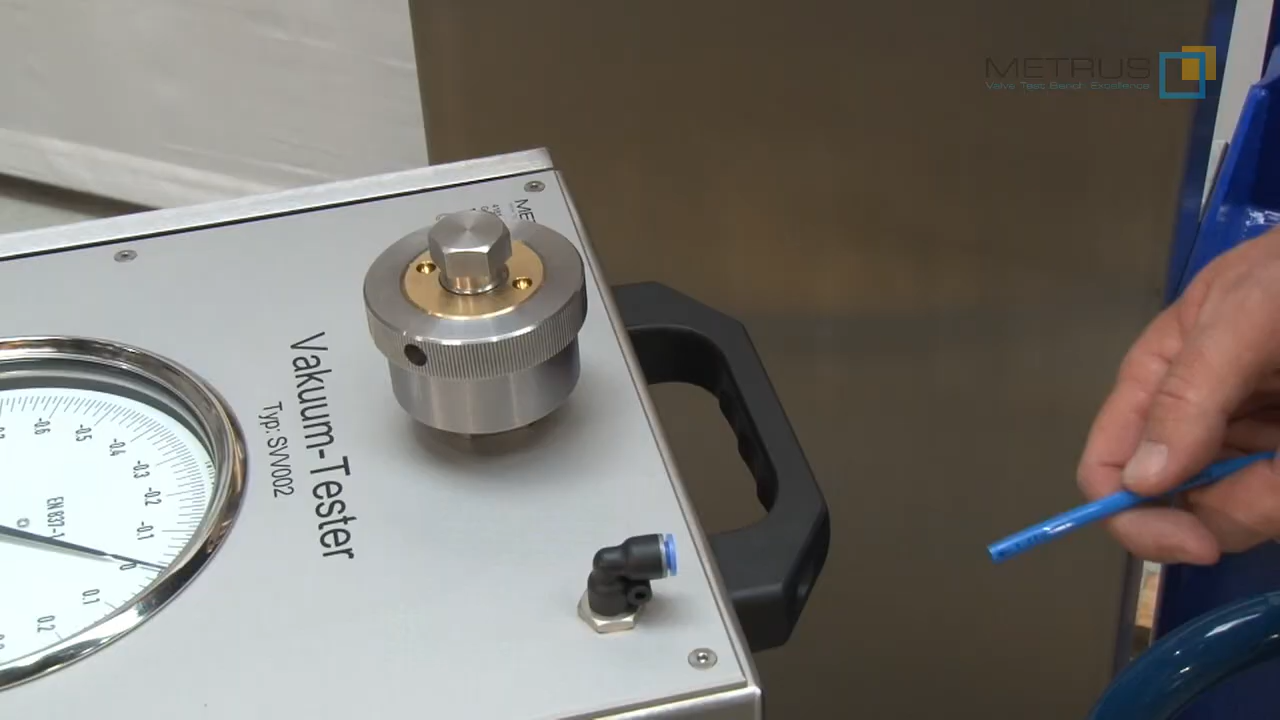 METRUS
Valve Test Bench Excellence
Vakuum-Tester
Typ: SVV002
-0.6
-0.5
-0.4
-0.3
-0.2
-0.1
0
0.1
0.2
EN 837-1